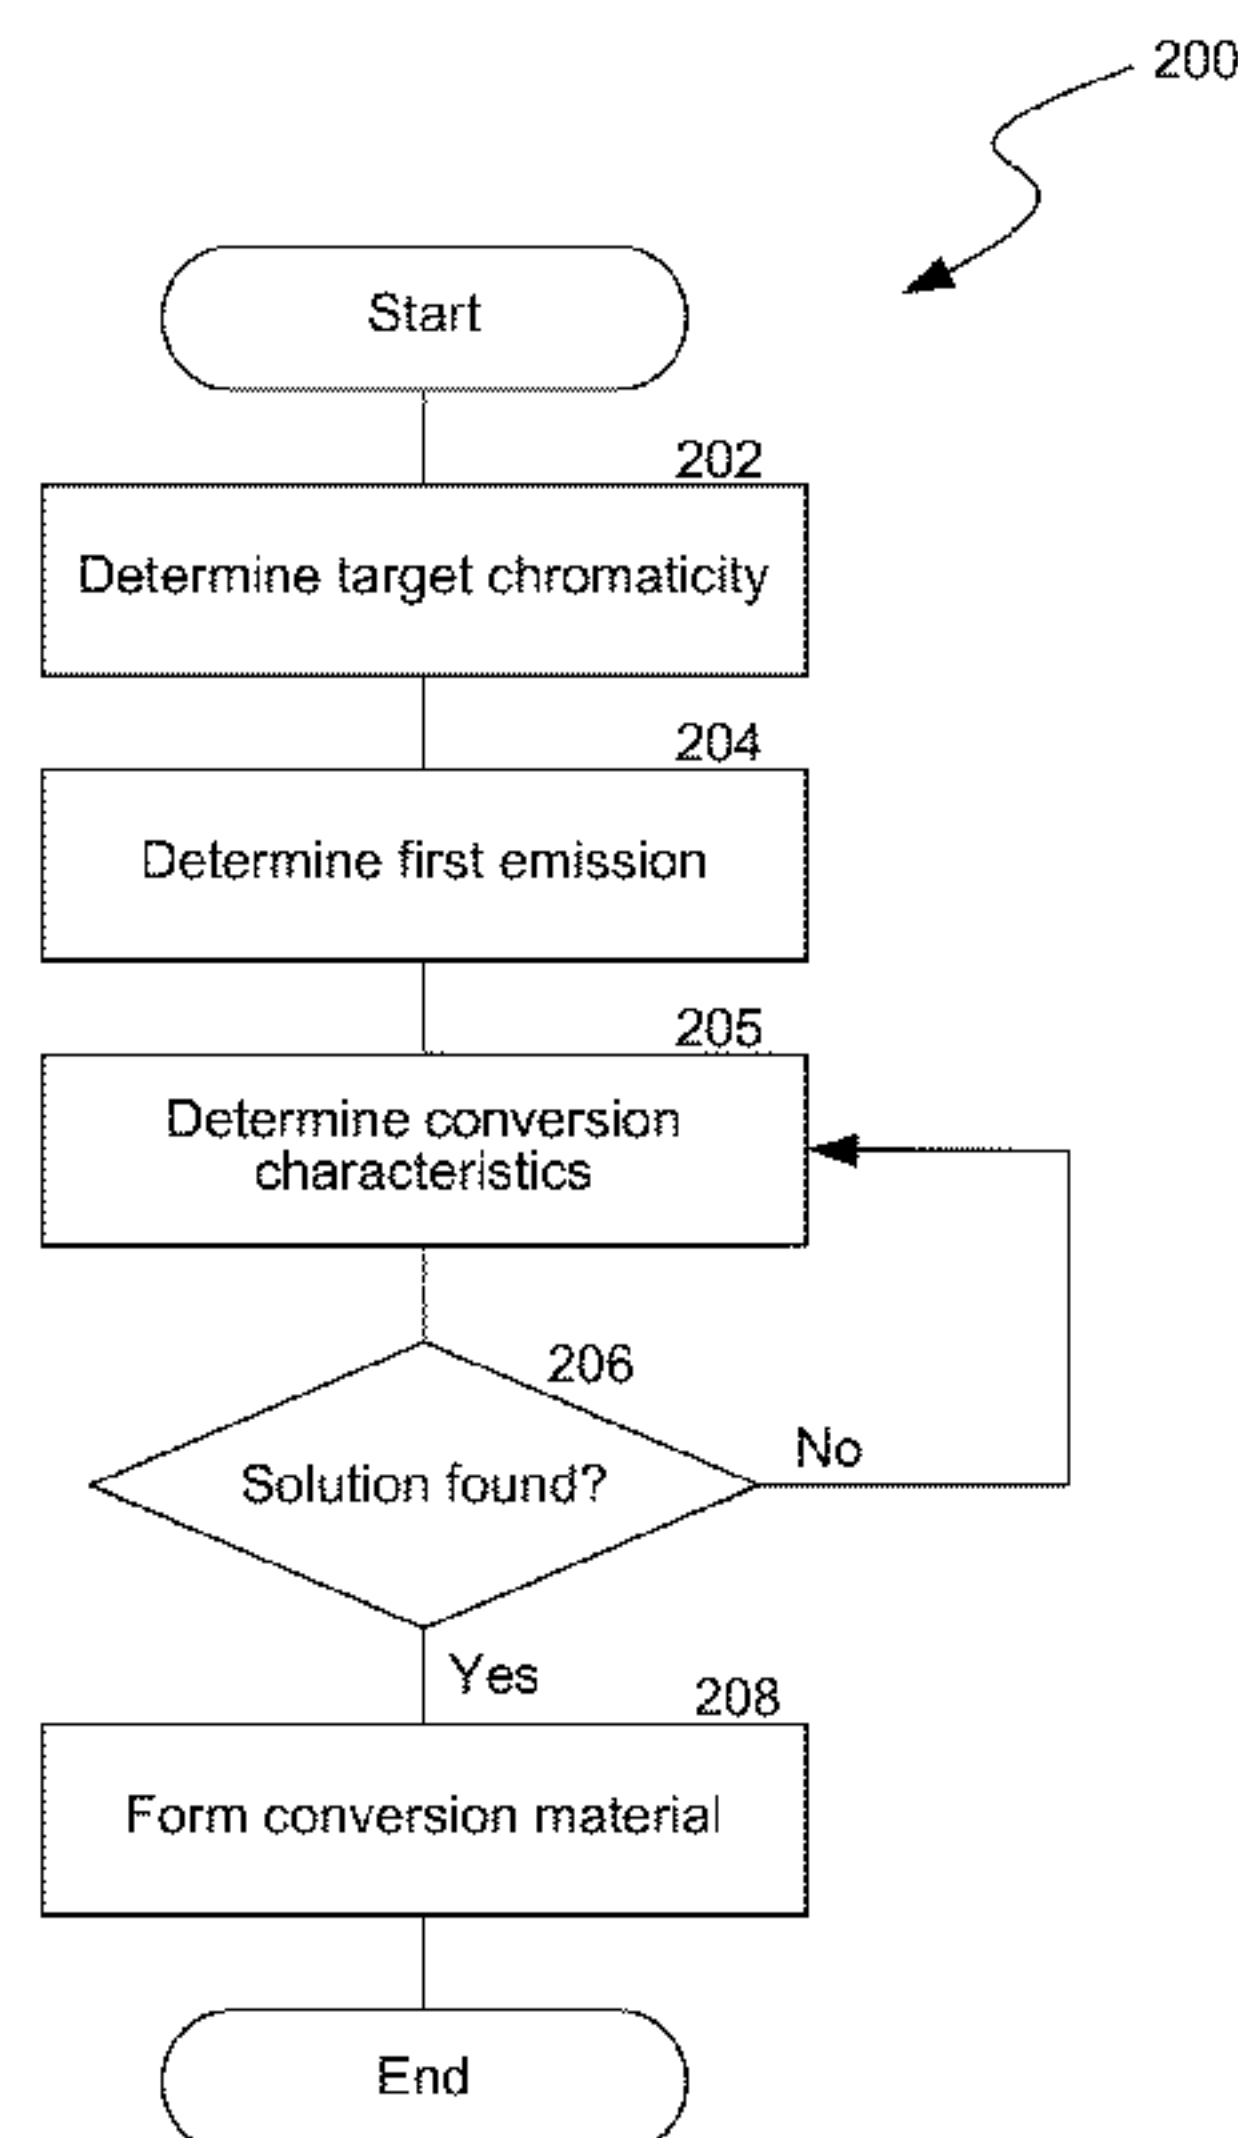 200
Start
202
Determine target chromaticity
204
Determine first emission
205
Determine conversion
characteristics
206
Solution found?
No
Yes
208
Form conversion material
End